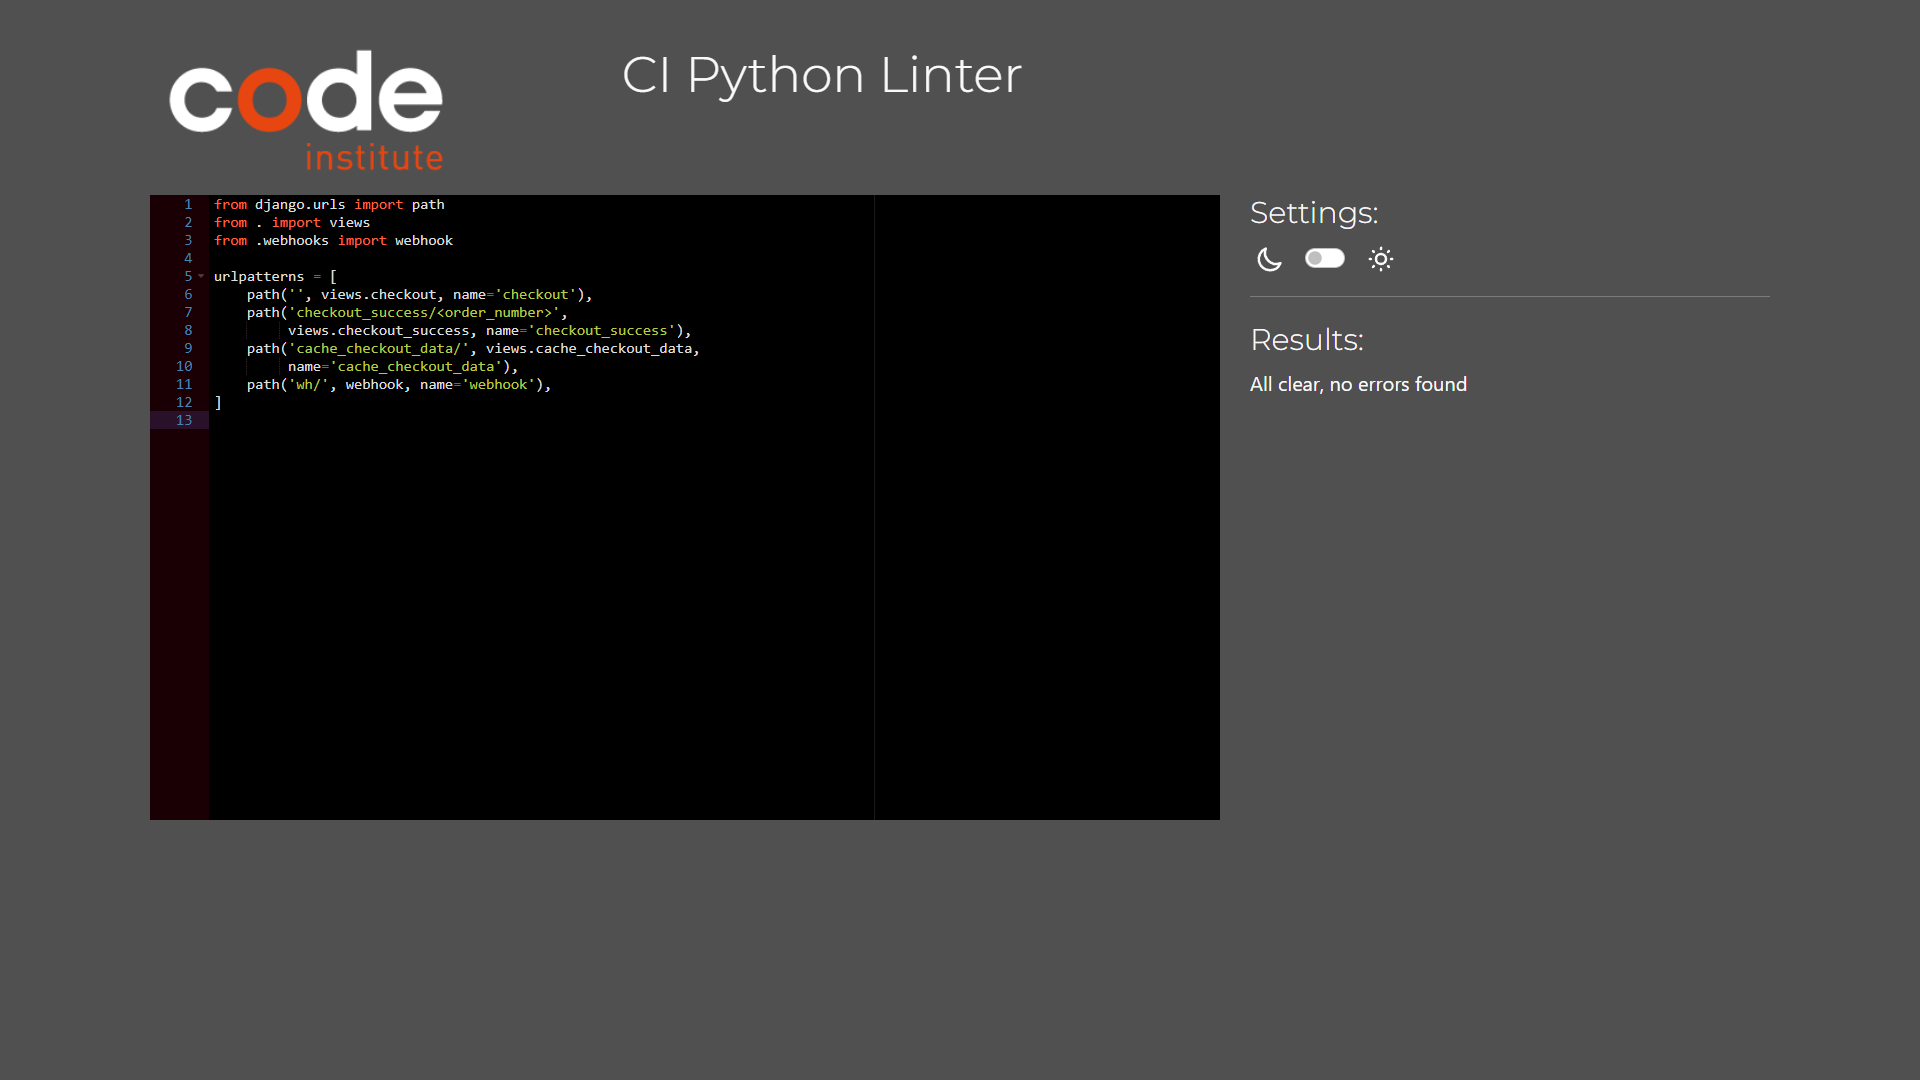 code
institute
CI Python Linter
1 from django.urls import path
2 from . import views
3 from .webhooks import webhook
4
5 urlpatterns = [
6     path('', views.checkout, name='checkout'),
7     path('checkout_success/<order_number>',
8          views.checkout_success, name='checkout_success'),
9     path('cache_checkout_data/', views.cache_checkout_data,
10          name='cache_checkout_data'),
11     path('wh/', webhook, name='webhook'),
12 ]
13
Settings:
Results:
All clear, no errors found